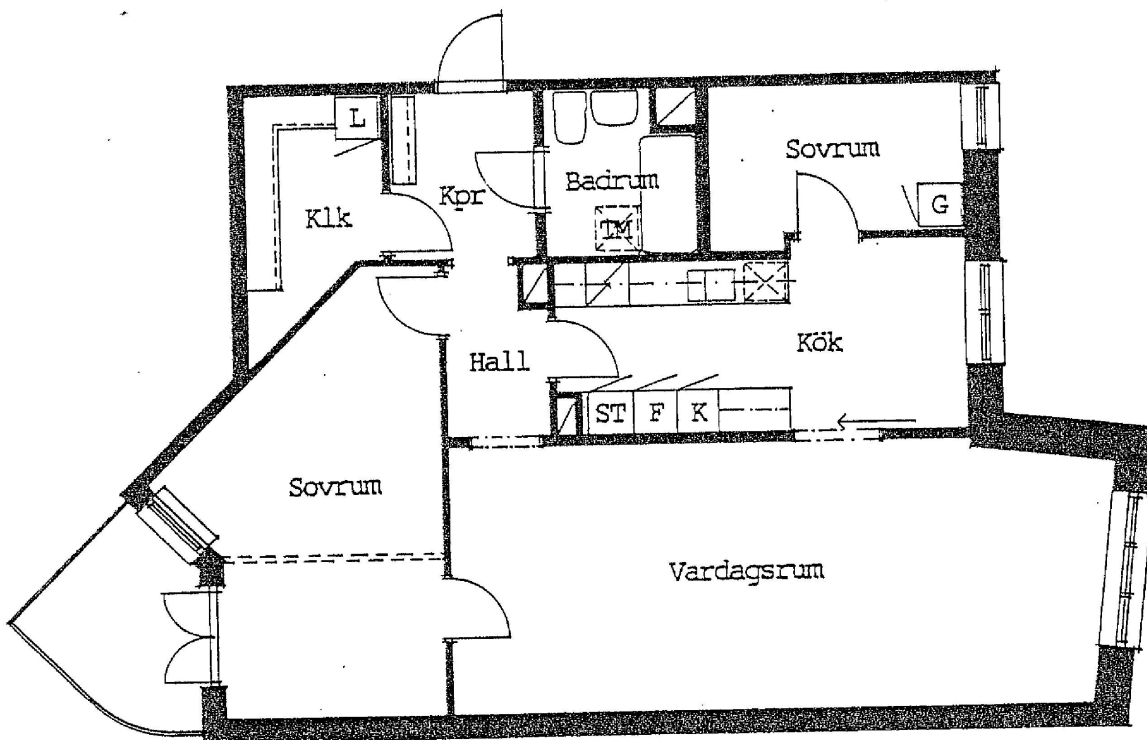 L
Sovrum
Kpr
Badrum
G
Klk
TM
Hall
Kök
ST F K
Sovrum
Vardagsrum